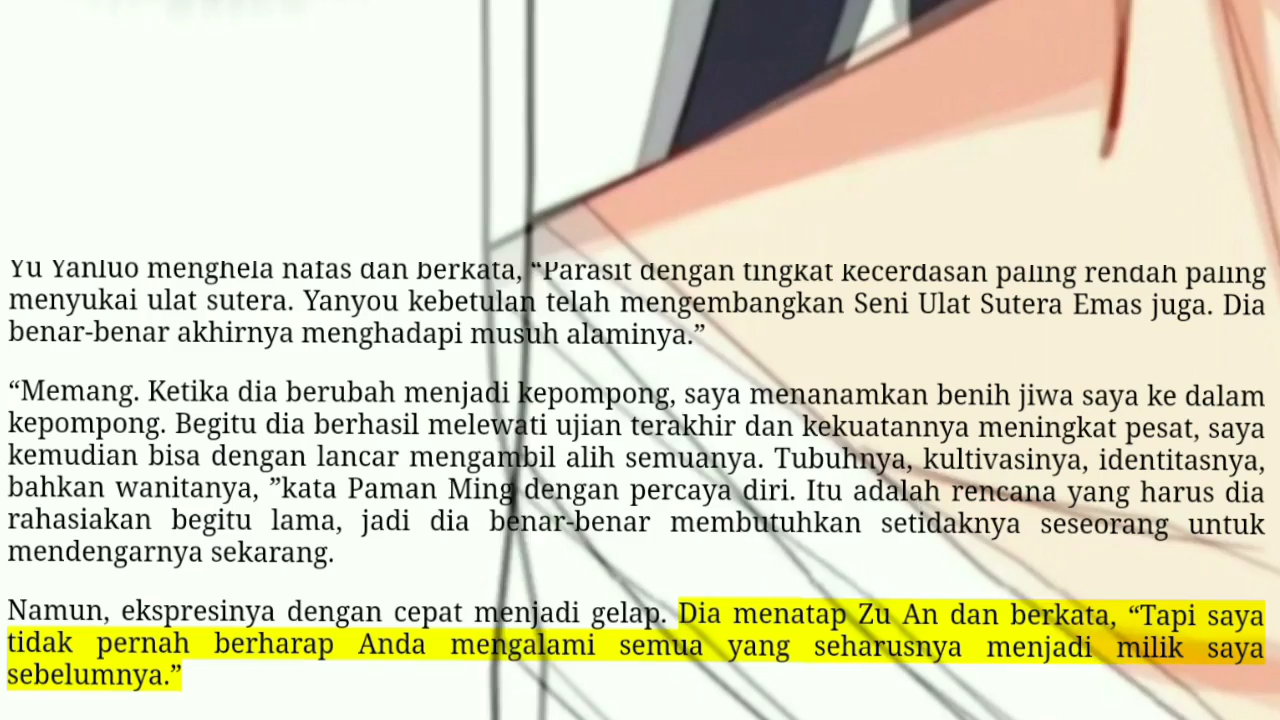 Yu Yanluo menghela nafas dan berkata, “Parasit dengan tingkat kecerdasan paling rendah paling
menyukai ulat sutera. Yanyou kebetulan telah mengembangkan Seni Ulat Sutera Emas juga. Dia
benar-benar akhirnya menghadapi musuh alaminya.”
“Memang. Ketika dia berubah menjadi kepompong, saya menanamkan benih jiwa saya ke dalam
kepompong. Begitu dia berhasil melewati ujian terakhir dan kekuatannya meningkat pesat, saya
kemudian bisa dengan lancar mengambil alih semuanya. Tubuhnya, kultivasinya, identitasnya,
bahkan wanitanya, ”kata Paman Ming dengan percaya diri. Itu adalah rencana yang harus dia
rahasiakan begitu lama, jadi dia benar-benar membutuhkan setidaknya seseorang untuk
mendengarnya sekarang.
Namun, ekspresinya dengan cepat menjadi gelap. Dia menatap Zu An dan berkata, “Tapi saya
tidak pernah berharap Anda mengalami semua yang seharusnya menjadi milik saya
sebelumnya.”